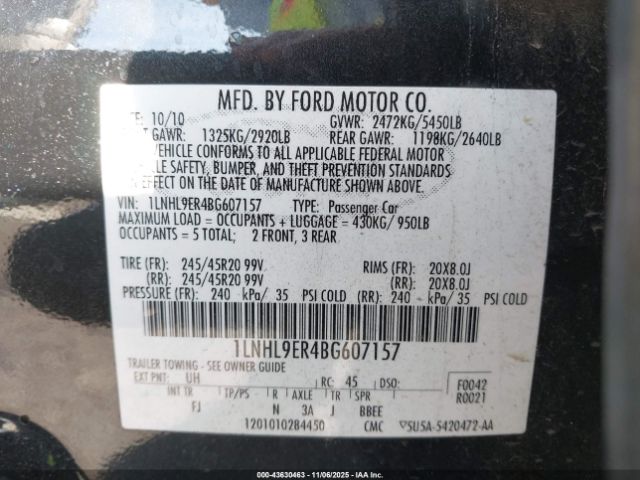 MFD. BY FORD MOTOR CO.
10/10 GVWR: 2472KG/5450LB
GAWR: 1325KG/2920LB REAR GAWR: 1198KG/2640LB
VEHICLE CONFORMS TO ALL APPLICABLE FEDERAL MOTOR
SAFETY, BUMPER, AND THEFT PREVENTION STANDARDS
EFFECT ON THE DATE OF MANUFACTURE SHOWN ABOVE.
VIN: 1LNHL9ER4BG607157 TYPE: Passenger Car
MAXIMUM LOAD = OCCUPANTS + LUGGAGE = 430KG/ 950LB
OCCUPANTS = 5 TOTAL; 2 FRONT, 3 REAR
TIRE (FR): 245/45R20 99V RIMS (FR): 20X8.0J
(RR): 245/45R20 99V (RR): 20X8.0J
PRESSURE (FR): 240 kPa/ 35 PSI COLD (RR): 240 kPa/ 35 PSI COLD
1LNHL9ER4BG607157
TRAILER TOWING - SEE OWNER GUIDE
EXT PNT: UH RC: 45 DSO: F0042
INT TR TP/PS R AXLE TR SPR R0021
FJ N 3A J BBEE
1201010284450 CMC 5U5A-5420472-AA
000-43630463 - 11/06/2025 - IAAI.com